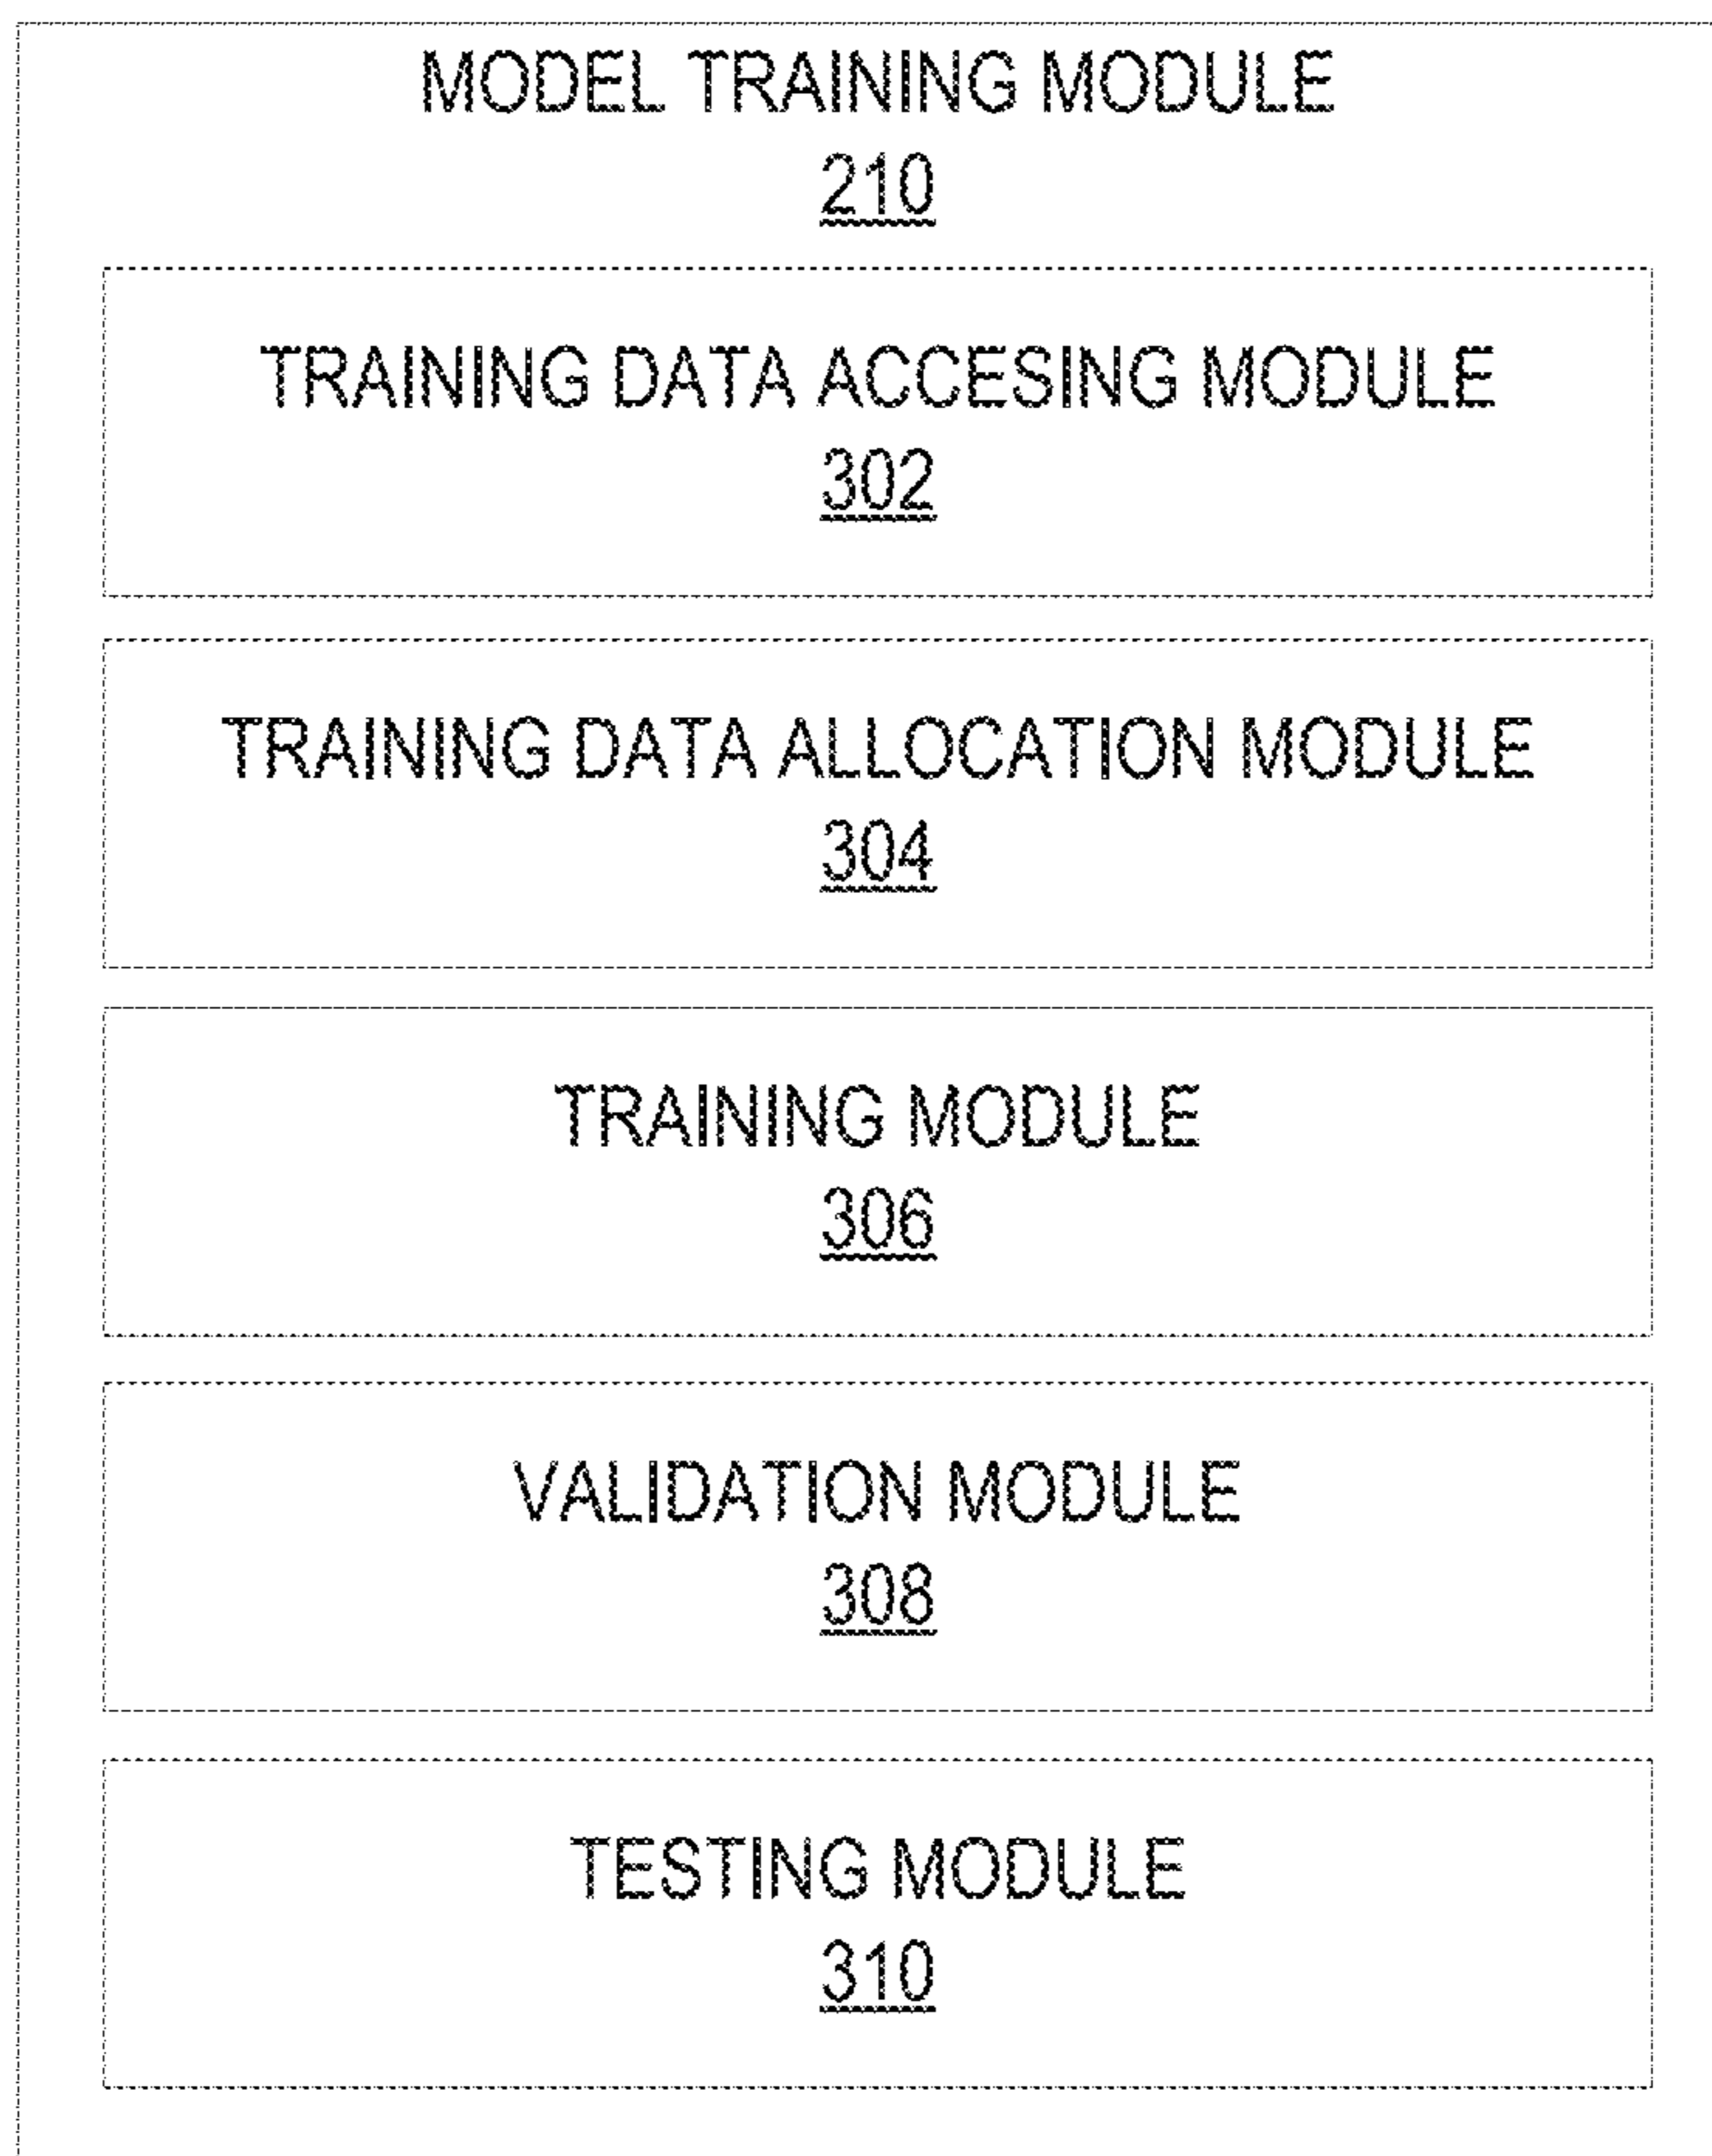 MODEL TRAINING MODULE
210
TRAINING DATA ACCESING MODULE
302
TRAINING DATA ALLOCATION MODULE
304
TRAINING MODULE
306
VALIDATION MODULE
308
TESTING MODULE
310